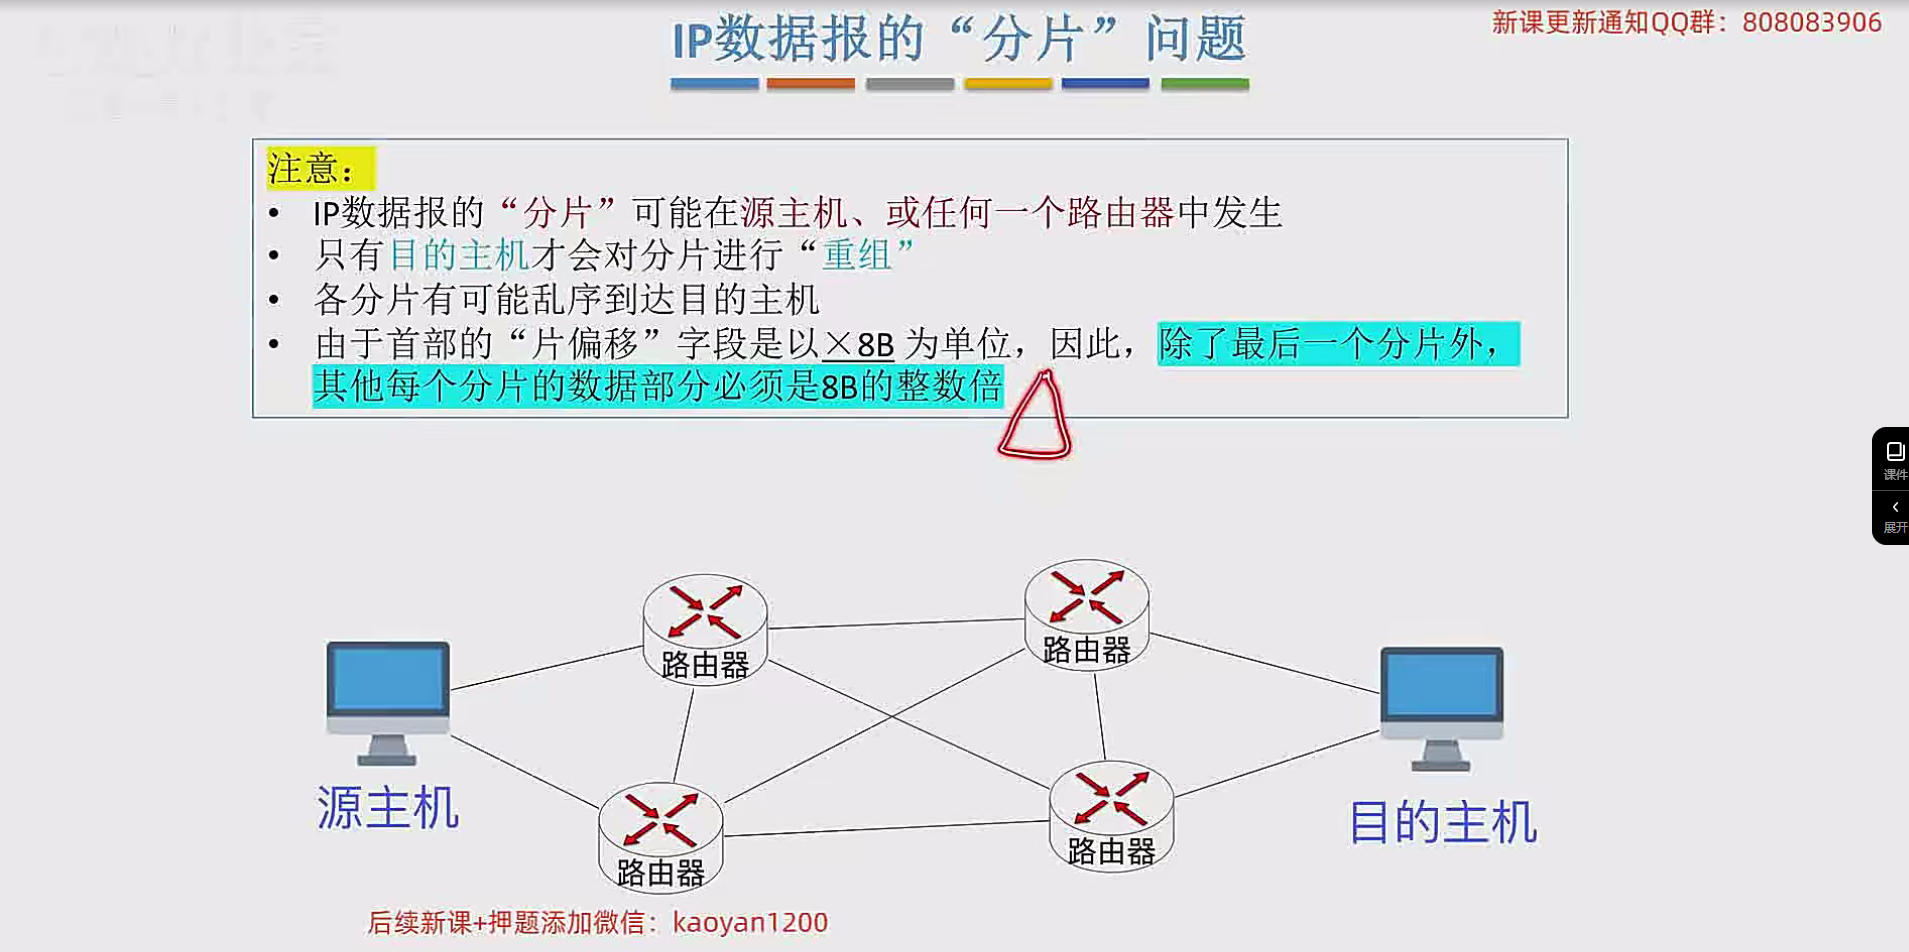 IP数据报的“分片”问题
新课更新通知QQ群：808083906
注意：
• IP数据报的“分片”可能在源主机、或任何一个路由器中发生
• 只有目的主机才会对分片进行“重组”
• 各分片有可能乱序到达目的主机
• 由于首部的“片偏移”字段是以×8B 为单位，因此，除了最后一个分片外，
其他每个分片的数据部分必须是8B的整数倍
课件
展开
路由器
路由器
源主机
目的主机
路由器
路由器
后续新课+押题添加微信：kaoyan1200